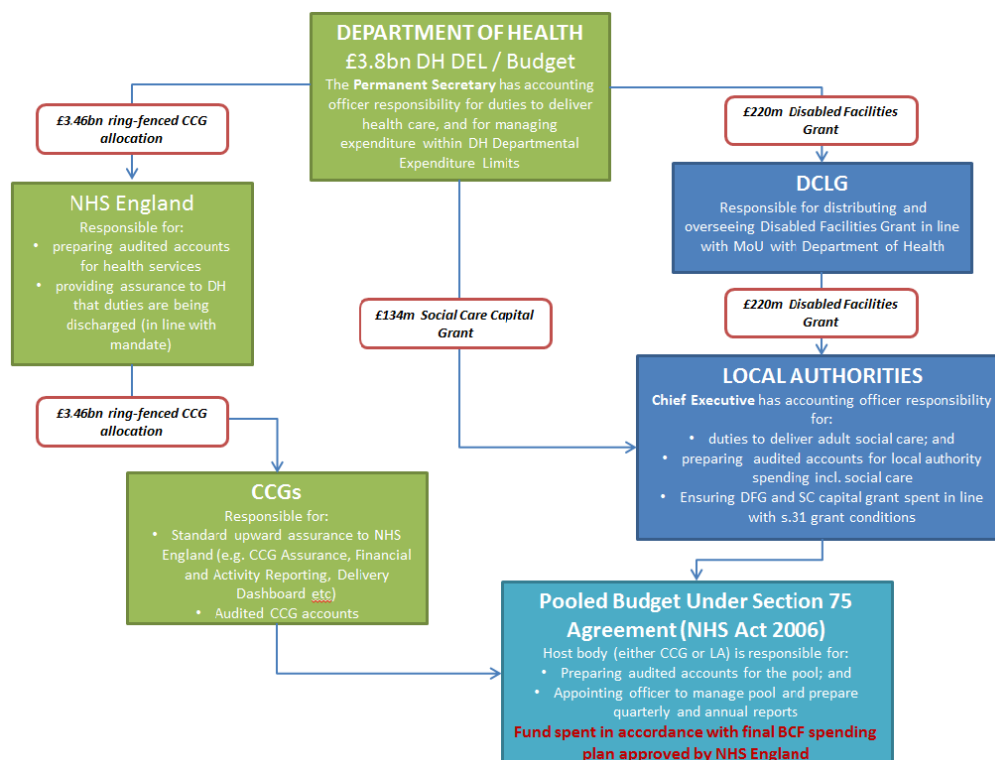 DEPARTMENT OF HEALTH
£3.8bn DH DEL / Budget
The Permanent Secretary has accounting
officer responsibility for duties to deliver
health care, and for managing
expenditure within DH Departmental
Expenditure Limits
£3.46bn ring-fenced CCG
allocation
£220m Disabled Facilities
Grant
NHS England
Responsible for:
• preparing audited accounts
for health services
• providing assurance to DH
that duties are being
discharged (in line with
mandate)
DCLG
Responsible for distributing and
overseeing Disabled Facilities Grant in line
with MoU with Department of Health
£134m Social Care Capital
Grant
£220m Disabled Facilities
Grant
£3.46bn ring-fenced CCG
allocation
LOCAL AUTHORITIES
Chief Executive has accounting officer responsibility
for:
• duties to deliver adult social care; and
• preparing audited accounts for local authority
spending incl. social care
• Ensuring DFG and SC capital grant spent in line
with s.31 grant conditions
CCGs
Responsible for:
• Standard upward assurance to NHS
England (e.g. CCG Assurance, Financial
and Activity Reporting, Delivery
Dashboard etc)
• Audited CCG accounts
Pooled Budget Under Section 75
Agreement (NHS Act 2006)
Host body (either CCG or LA) is responsible for:
• Preparing audited accounts for the pool; and
• Appointing officer to manage pool and prepare
quarterly and annual reports
Fund spent in accordance with final BCF spending
plan approved by NHS England